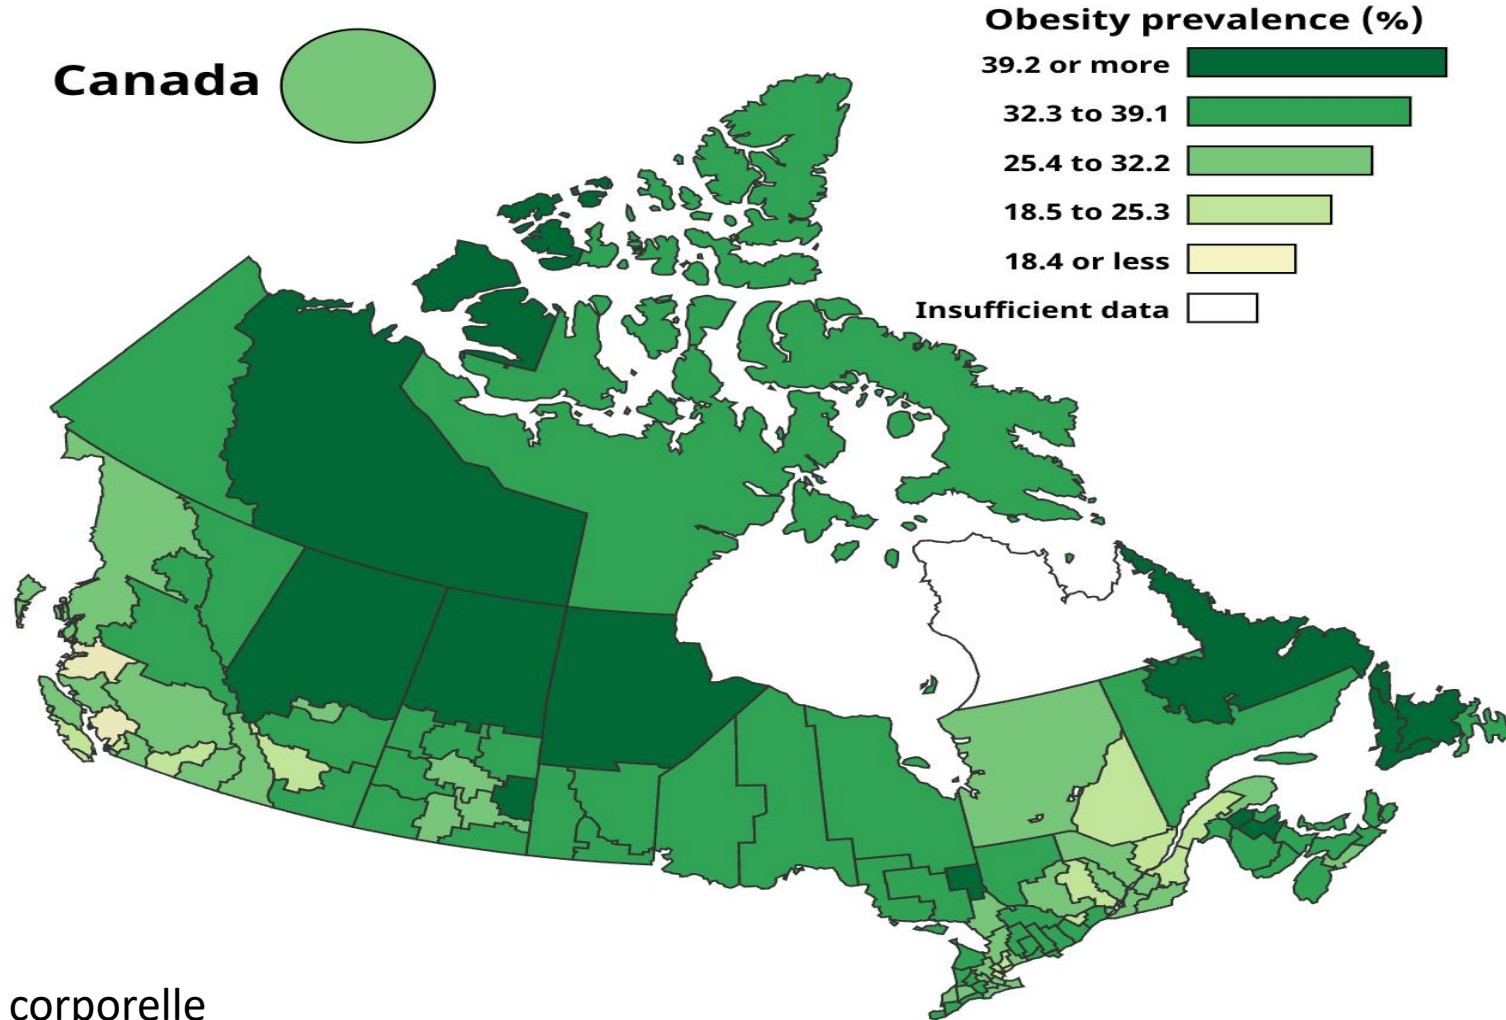 Obesity prevalence (%)
Canada
39.2 or more
32.3 to 39.1
25.4 to 32.2
18.5 to 25.3
18.4 or less
Insufficient data
corporelle